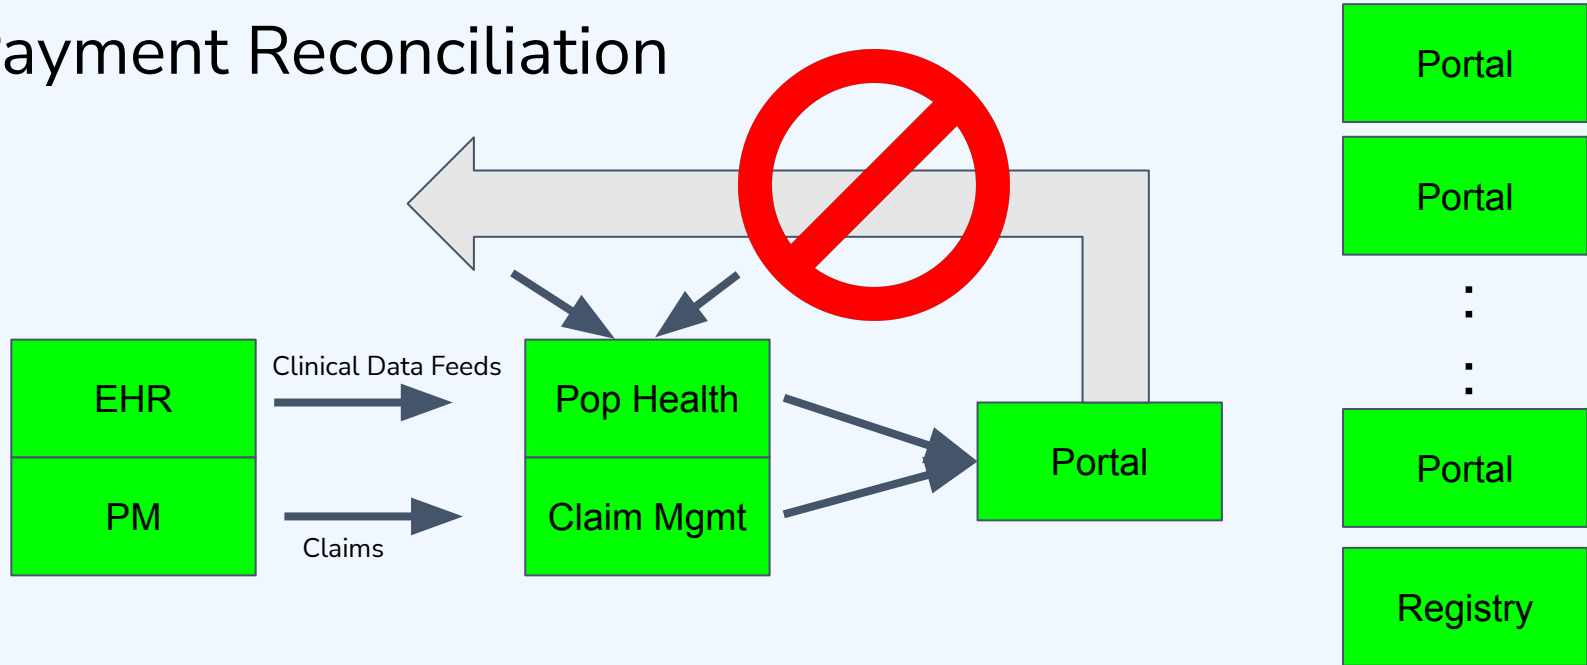 ayment Reconciliation
Portal
Portal
:
:
Clinical Data Feeds
EHR
Pop Health
Portal
Portal
PM
Claim Mgmt
Claims
Registry